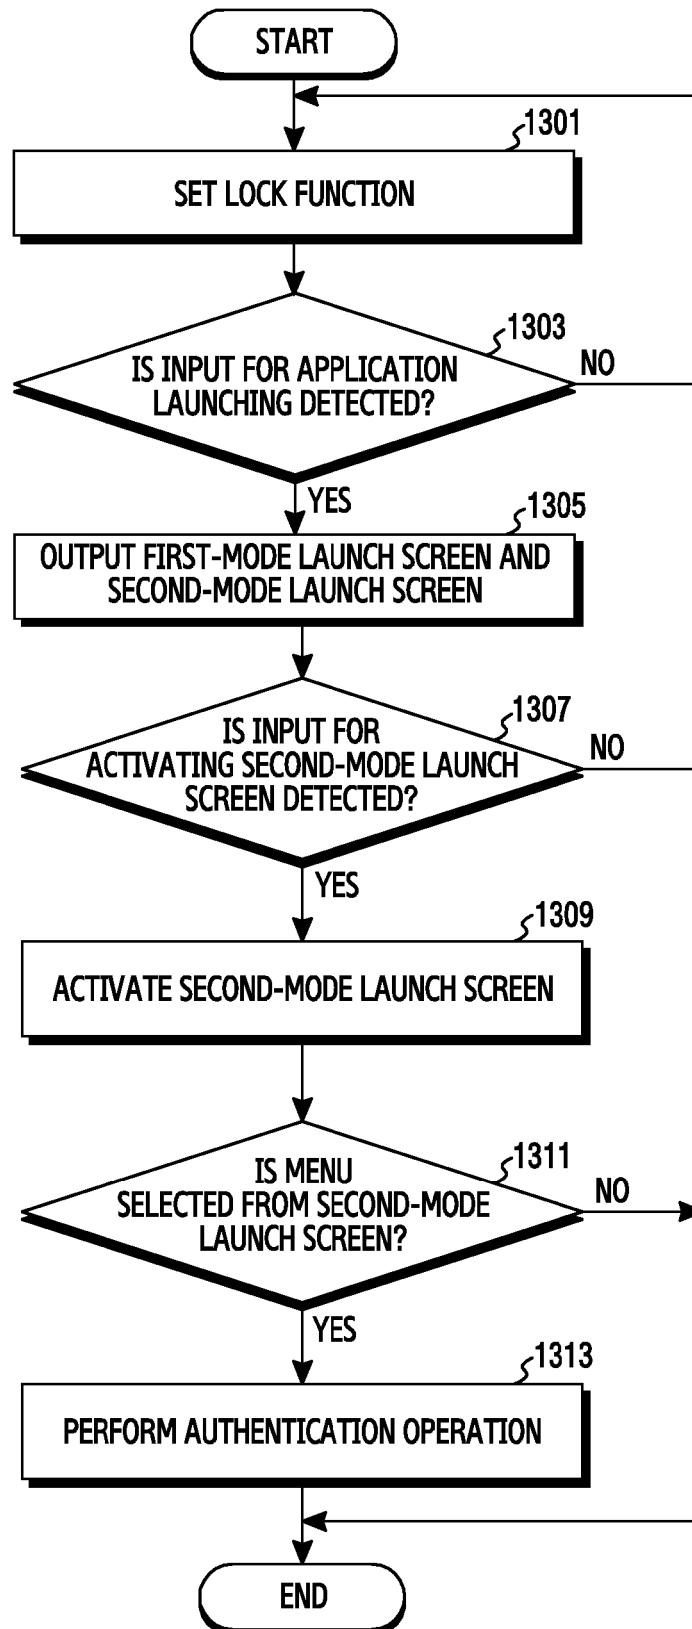 START
1301
SET LOCK FUNCTION
1303
IS INPUT FOR APPLICATION
LAUNCHING DETECTED?
NO
YES
1305
OUTPUT FIRST-MODE LAUNCH SCREEN AND
SECOND-MODE LAUNCH SCREEN
1307
IS INPUT FOR
ACTIVATING SECOND-MODE LAUNCH
SCREEN DETECTED?
NO
YES
1309
ACTIVATE SECOND-MODE LAUNCH SCREEN
1311
IS MENU
SELECTED FROM SECOND-MODE
LAUNCH SCREEN?
NO
YES
1313
PERFORM AUTHENTICATION OPERATION
END